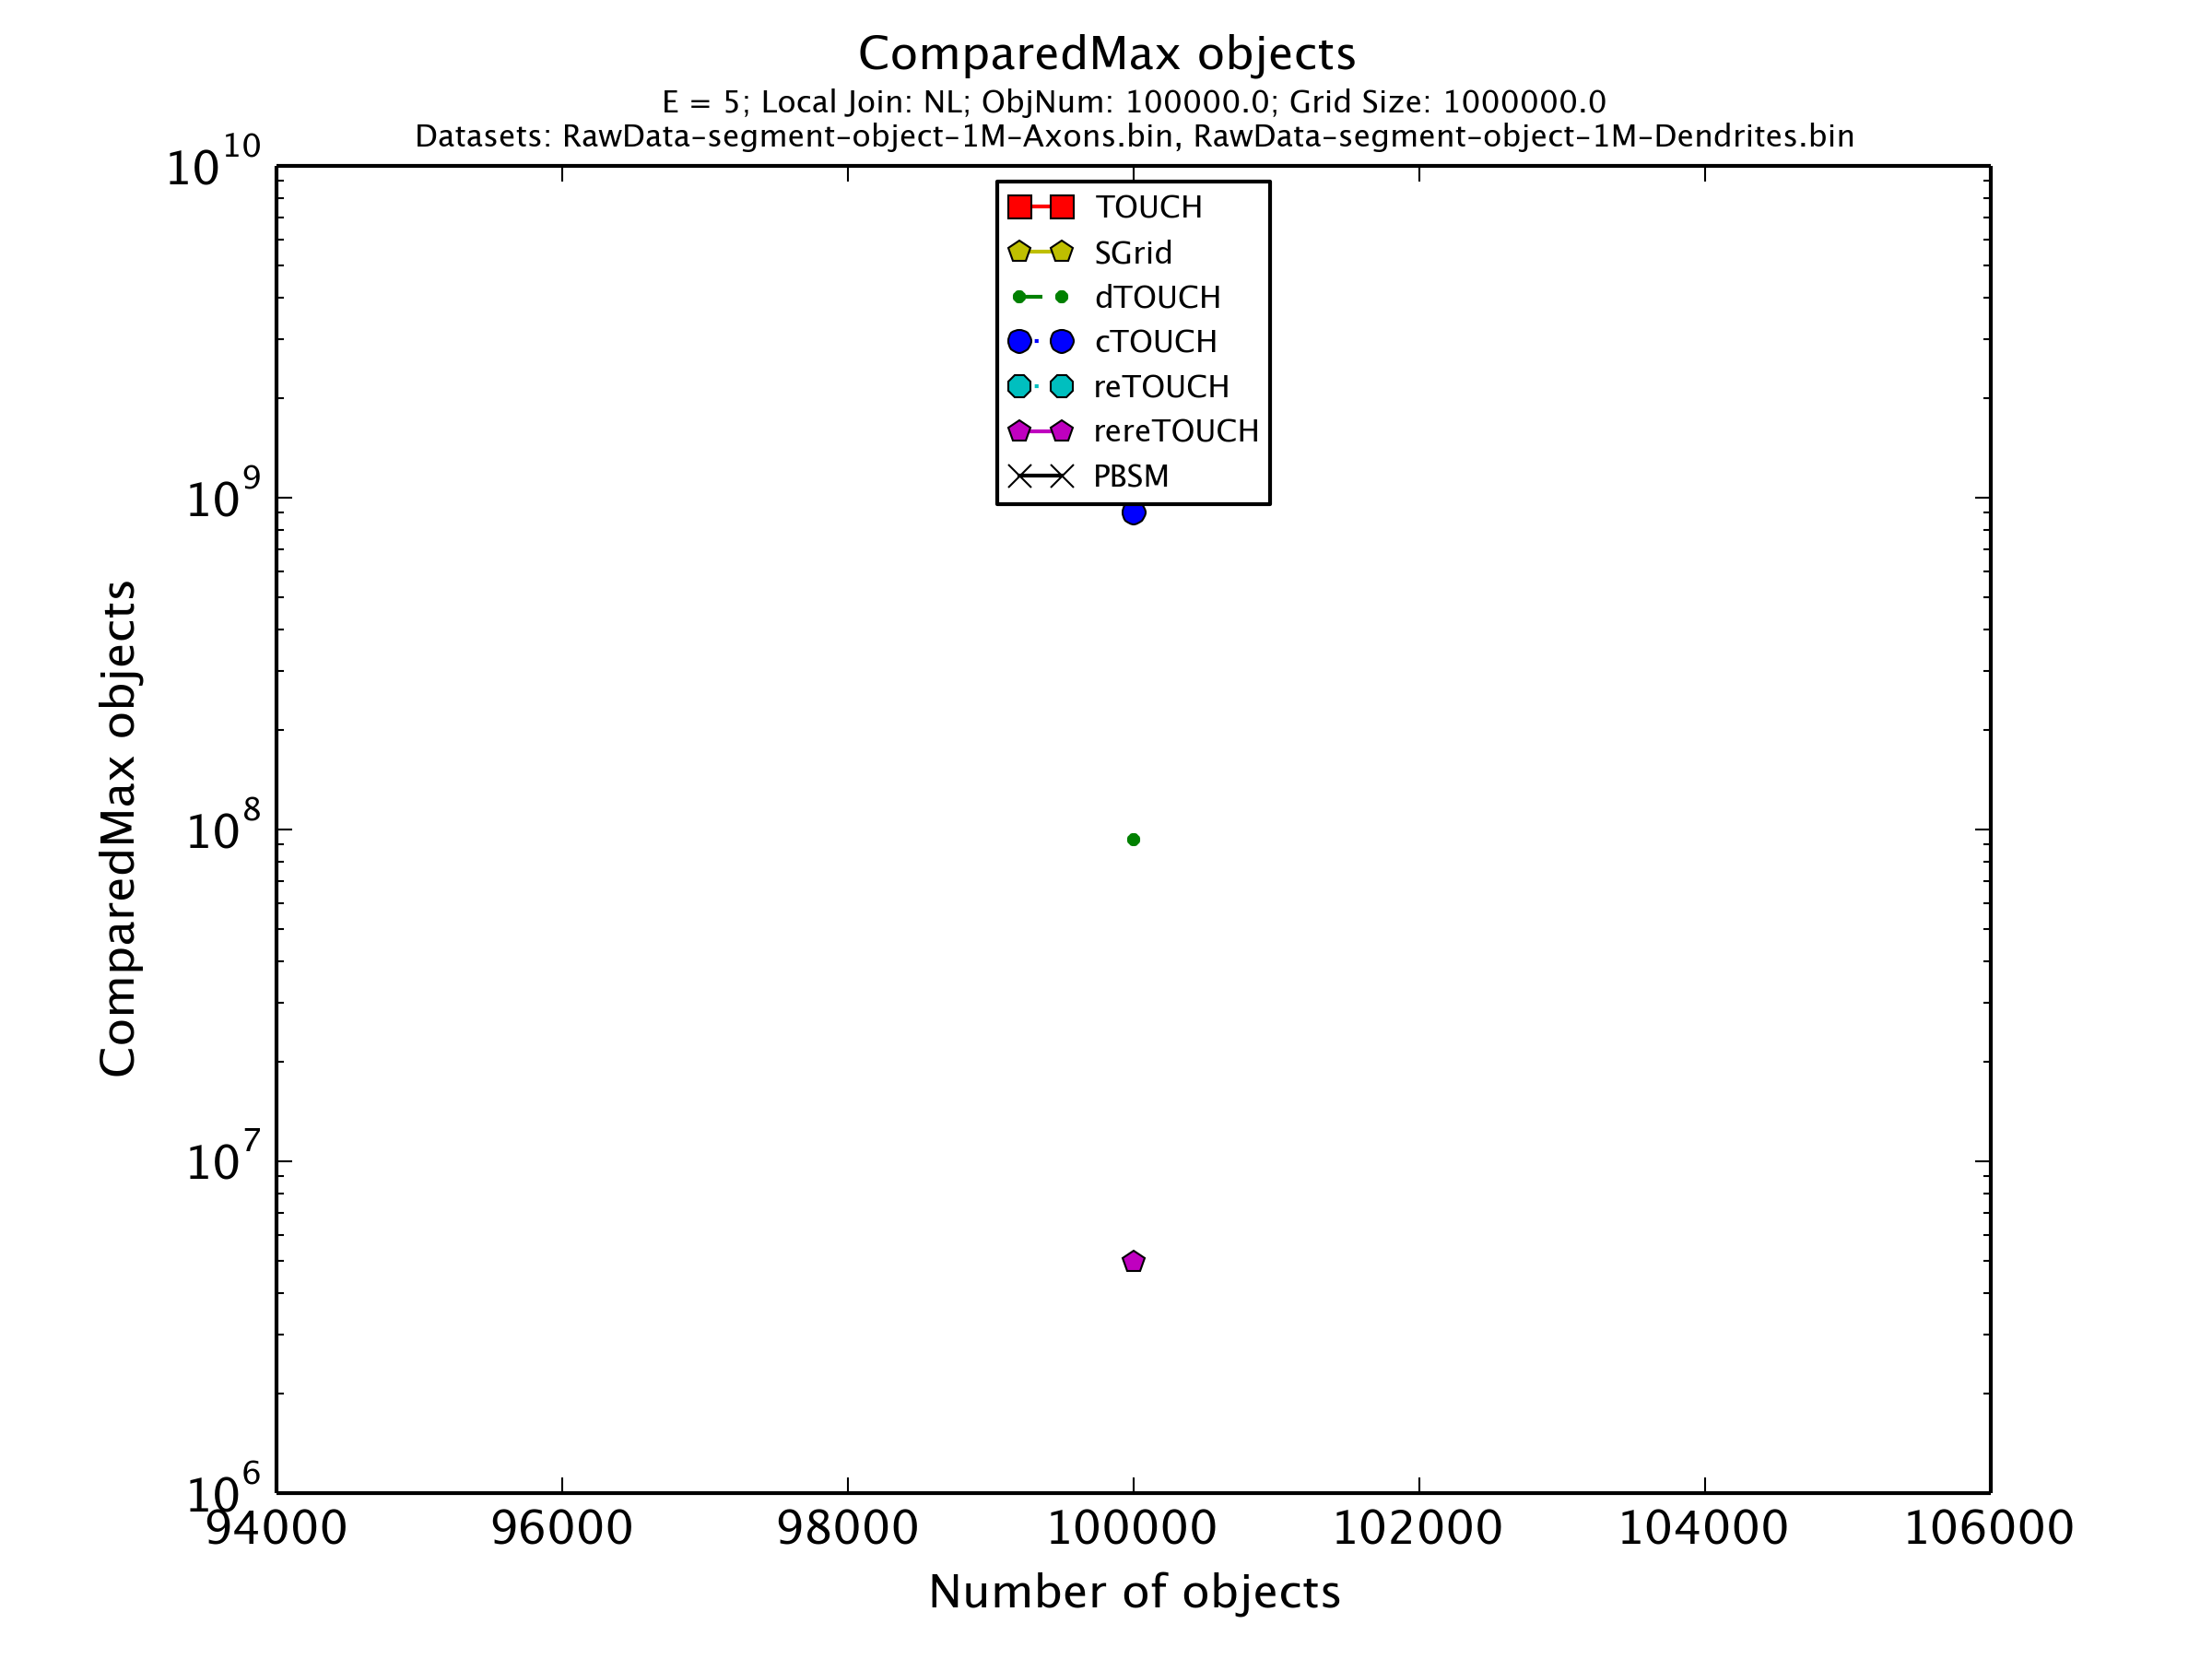 ComparedMax objects
E = 5; Local Join: NL; ObjNum: 100000.0; Grid Size: 1000000.0
Datasets: RawData-segment-object-1M-Axons.bin, RawData-segment-object-1M-Dendrites.bin
10^10
10^9
10^8
10^7
10^6
ComparedMax objects
TOUCH
SGrid
dTOUCH
cTOUCH
reTOUCH
rereTOUCH
PBSM
94000 96000 98000 100000 102000 104000 106000
Number of objects